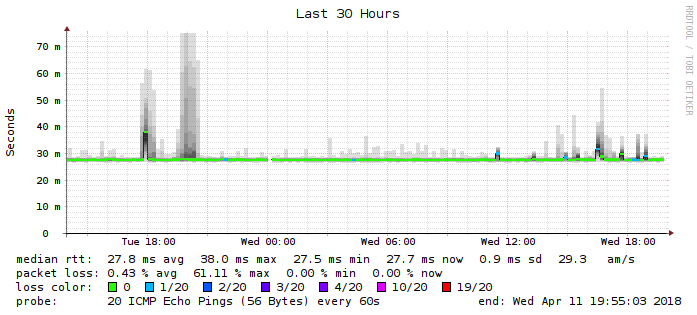 Last 30 Hours
RRDTOOL / TOBI OETIKER
Seconds
70 m
60 m
50 m
40 m
30 m
20 m
10 m
0
Tue 18:00 Wed 00:00 Wed 06:00 Wed 12:00 Wed 18:00
median rtt: 27.8 ms avg 38.0 ms max 27.5 ms min 27.7 ms now 0.9 ms sd 29.3 am/s
packet loss: 0.43 % avg 61.11 % max 0.00 % min 0.00 % now
loss color: 0 1/20 2/20 3/20 4/20 10/20 19/20
probe: 20 ICMP Echo Pings (56 Bytes) every 60s end: Wed Apr 11 19:55:03 2018